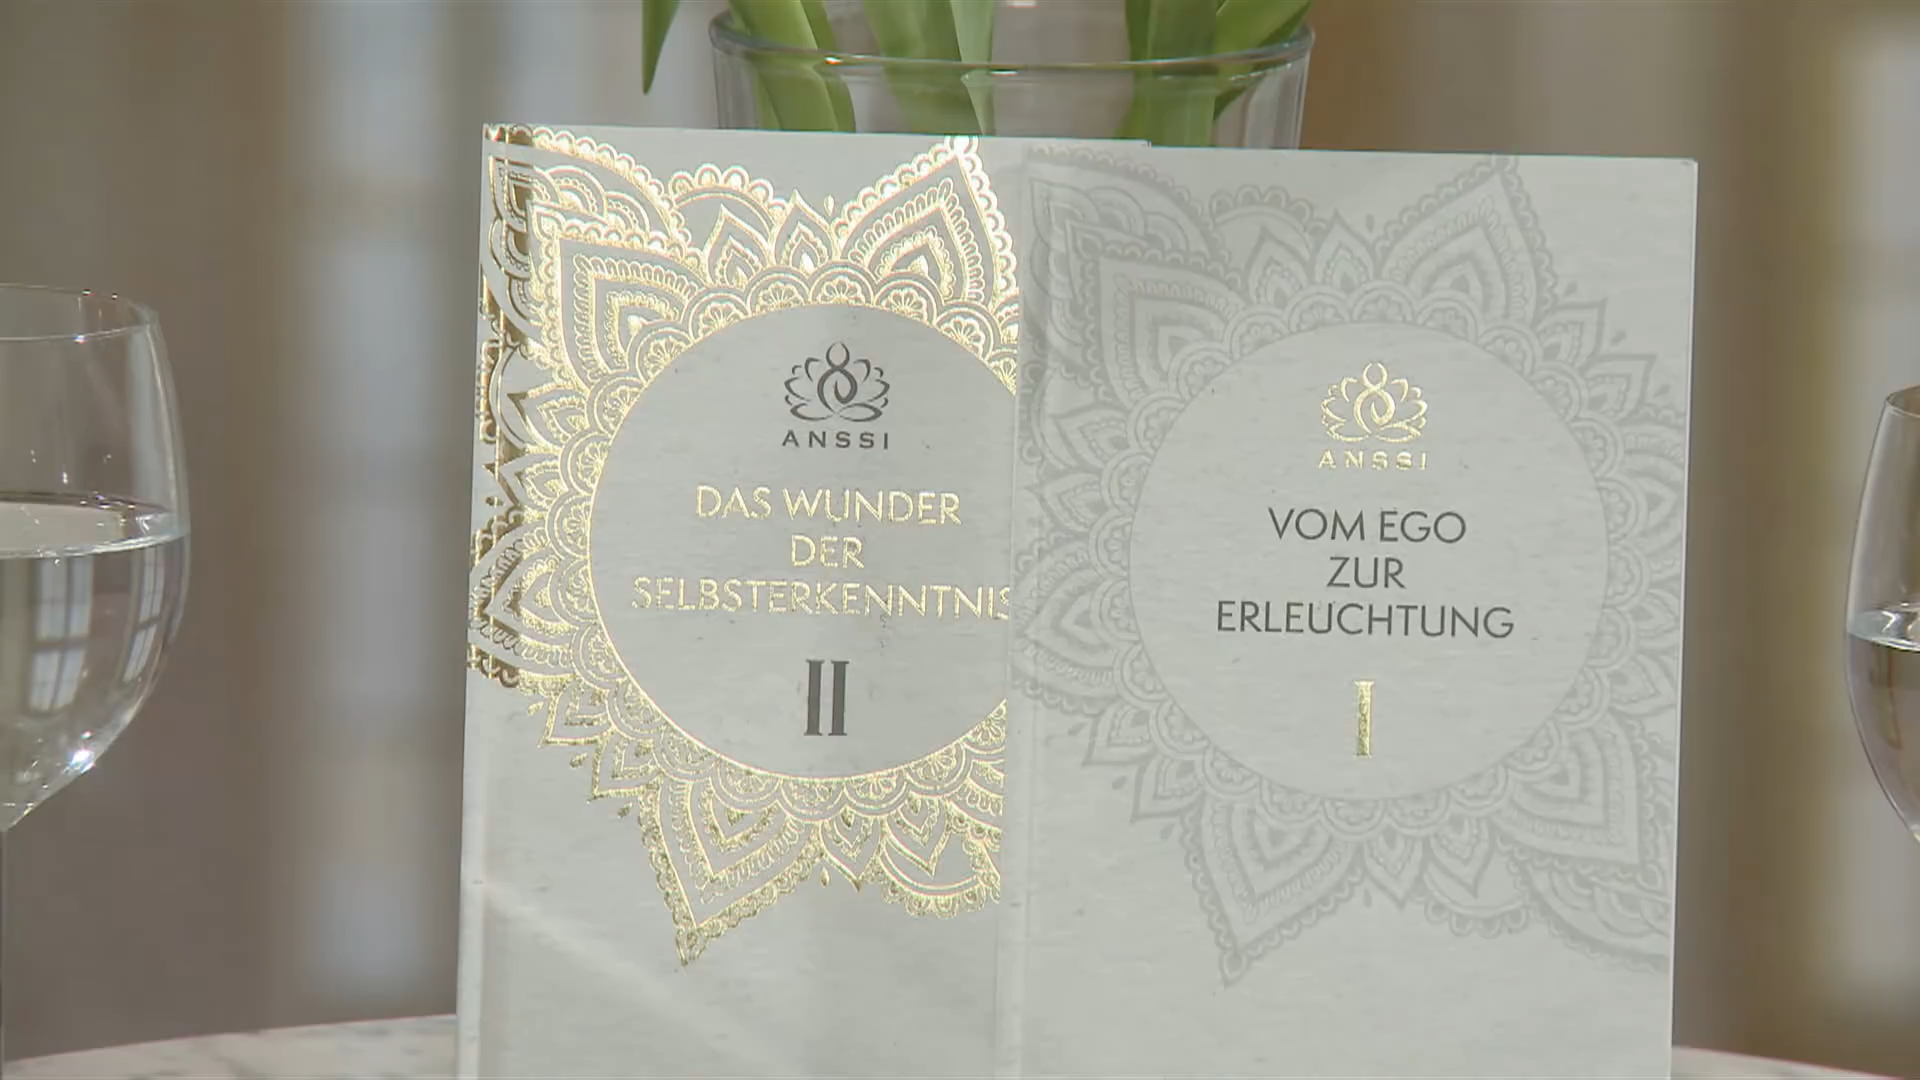 ANSSI
DAS WUNDER
DER
SELBSTERKENNTNIS
II
ANSSI
VOM EGO
ZUR
ERLEUCHTUNG
I